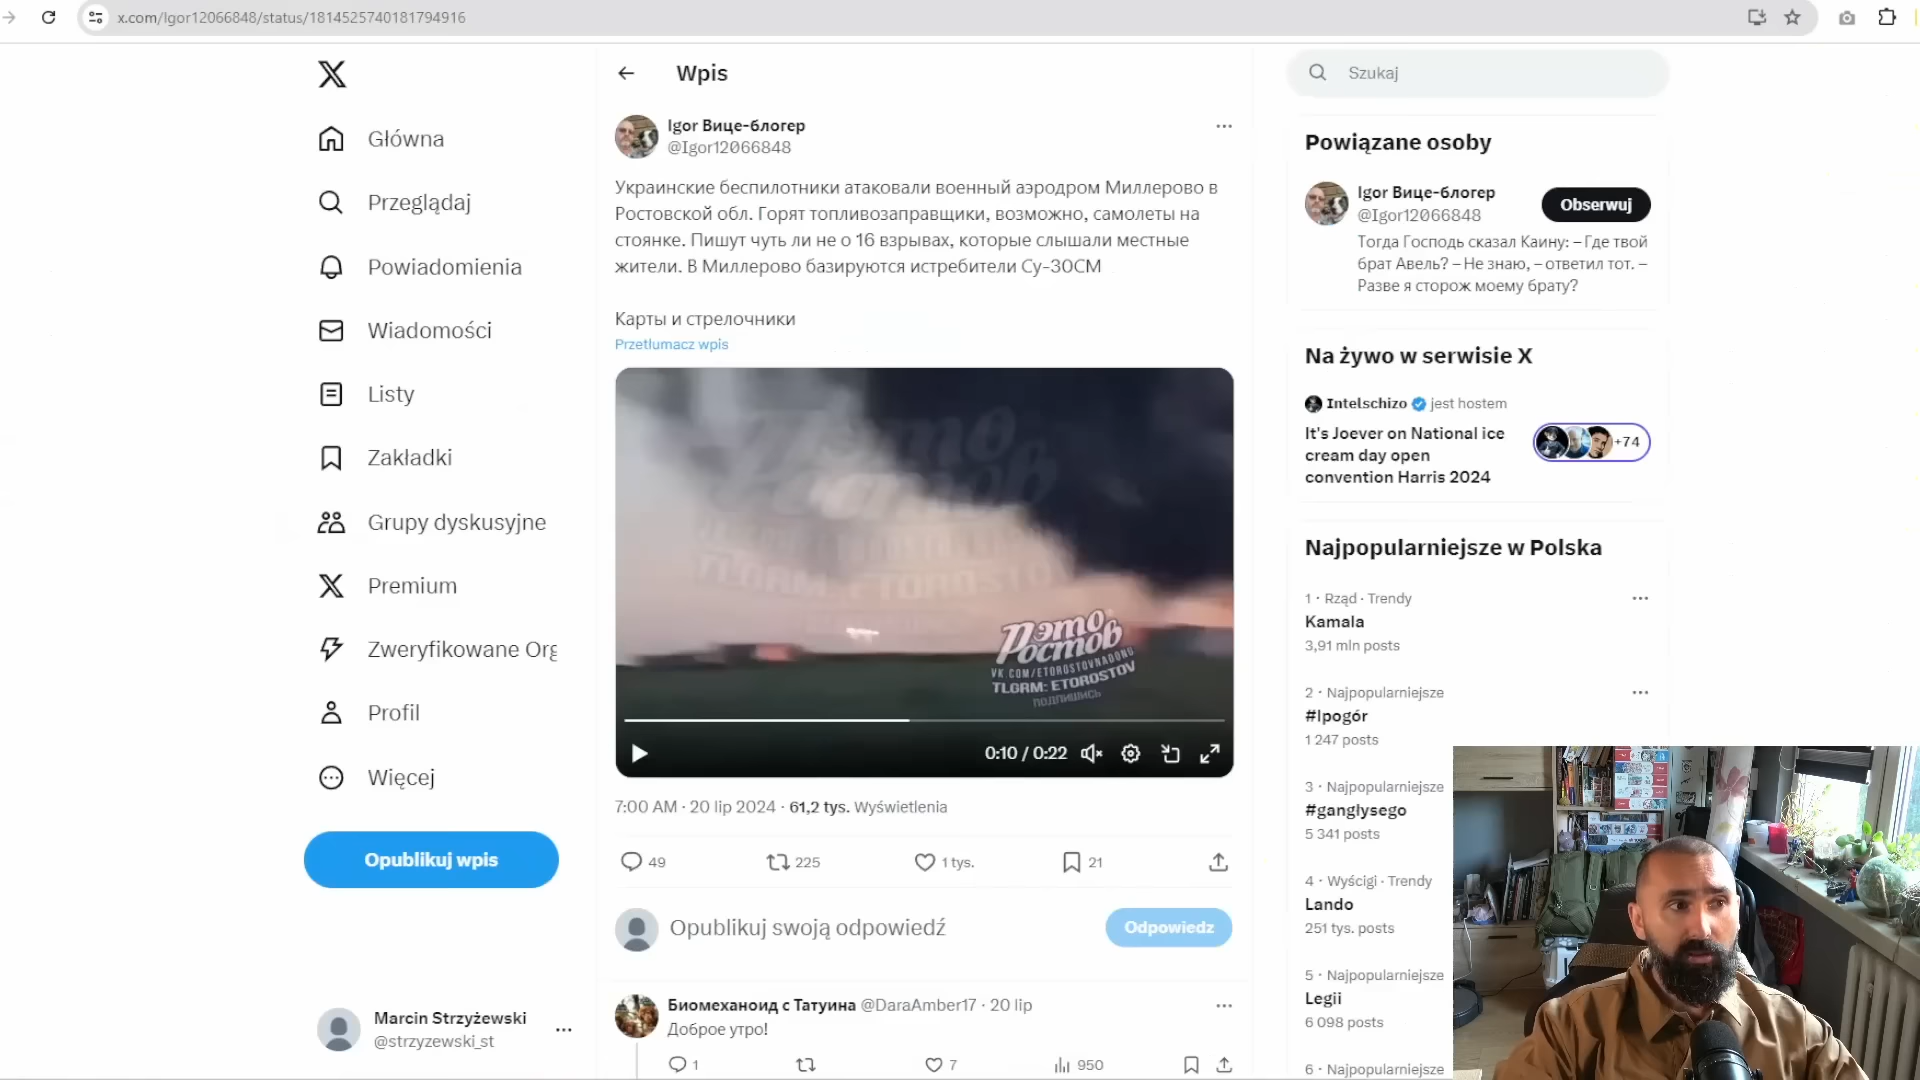 x.com/Igor12066848/status/1814525740181794916
Główna
Przeglądaj
Powiadomienia
Wiadomości
Listy
Zakładki
Grupy dyskusyjne
Premium
Zweryfikowane Org
Profil
Więcej
Opublikuj wpis
Marcin Strzyżewski
@strzyzewski_st
Wpis
Igor Вице-блогер
@Igor12066848
Украинские беспилотники атаковали военный аэродром Миллерово в
Ростовской обл. Горят топливозаправщики, возможно, самолеты на
стоянке. Пишут чуть ли не о 16 взрывах, которые слышали местные
жители. В Миллерово базируются истребители Су-30СМ
Карты и стрелочники
Przetłumacz wpis
Это
Ростов
TLGRM: ETOROSTO
Это
Ростов
VK.COM/ETOROSTOVNADONU
TLGRM: ETOROSTOV
подпишись
0:10 / 0:22
7:00 AM · 20 lip 2024 · 61,2 tys. Wyświetlenia
49
225
1 tys.
21
Opublikuj swoją odpowiedź
Odpowiedz
Биомеханоид с Татуина @DaraAmber17 · 20 lip
Доброе утро!
1
7
950
Szukaj
Powiązane osoby
Igor Вице-блогер
@Igor12066848
Obserwuj
Тогда Господь сказал Каину: – Где твой
брат Авель? – Не знаю, – ответил тот. –
Разве я сторож моему брату?
Na żywo w serwisie X
Intelschizo jest hostem
It's Joever on National ice
cream day open
convention Harris 2024
+74
Najpopularniejsze w Polska
1 · Rząd · Trendy
Kamala
3,91 mln posts
2 · Najpopularniejsze
#Ipogór
1 247 posts
3 · Najpopularniejsze
#ganglysego
5 341 posts
4 · Wyścigi · Trendy
Lando
251 tys. posts
5 · Najpopularniejsze
Legii
6 098 posts
6 · Najpopularniejsze